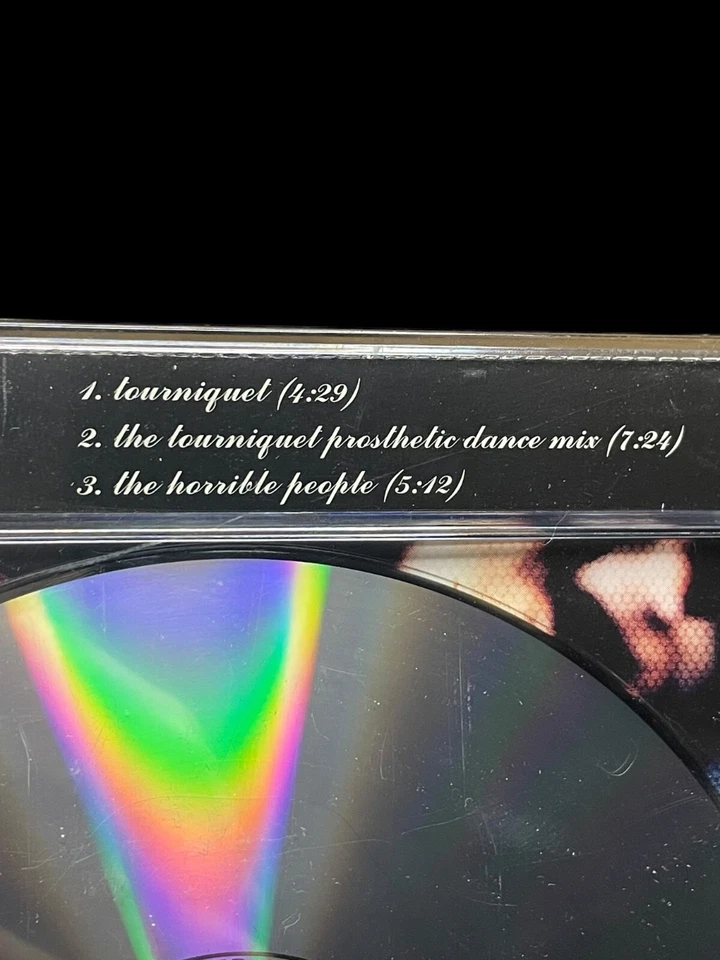 1. tourniquet (4:29)
2. the tourniquet prosthetic dance mix (7:24)
3. the horrible people (5:12)